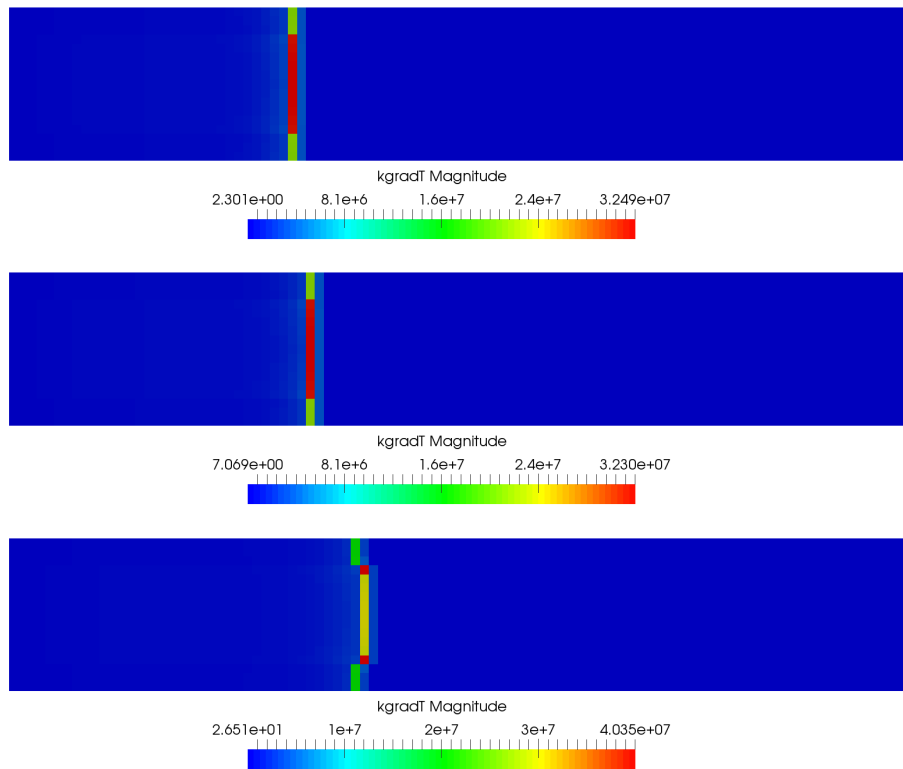 kgradT Magnitude
2.301e+00 8.1e+6 1.6e+7 2.4e+7 3.249e+07
kgradT Magnitude
7.069e+00 8.1e+6 1.6e+7 2.4e+7 3.230e+07
kgradT Magnitude
2.651e+01 1e+7 2e+7 3e+7 4.035e+07